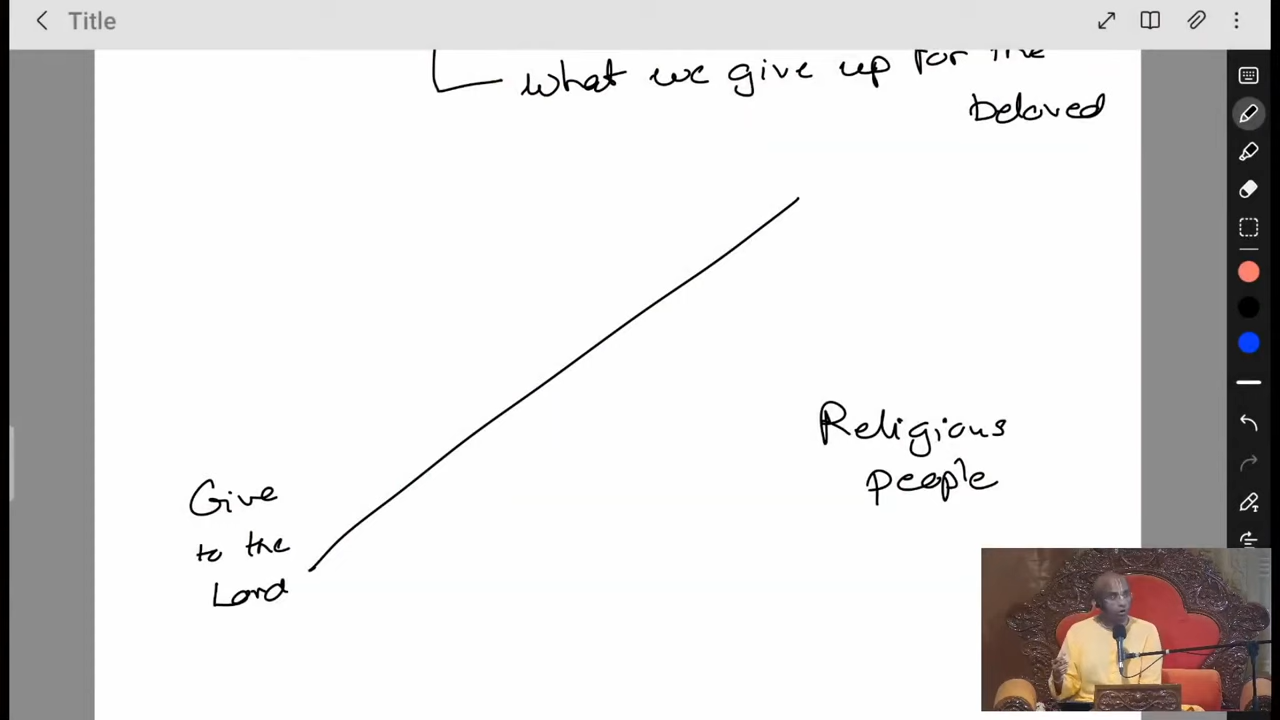 Title
what we give up for the
beloved
Religious
people
Give
to the
Lord